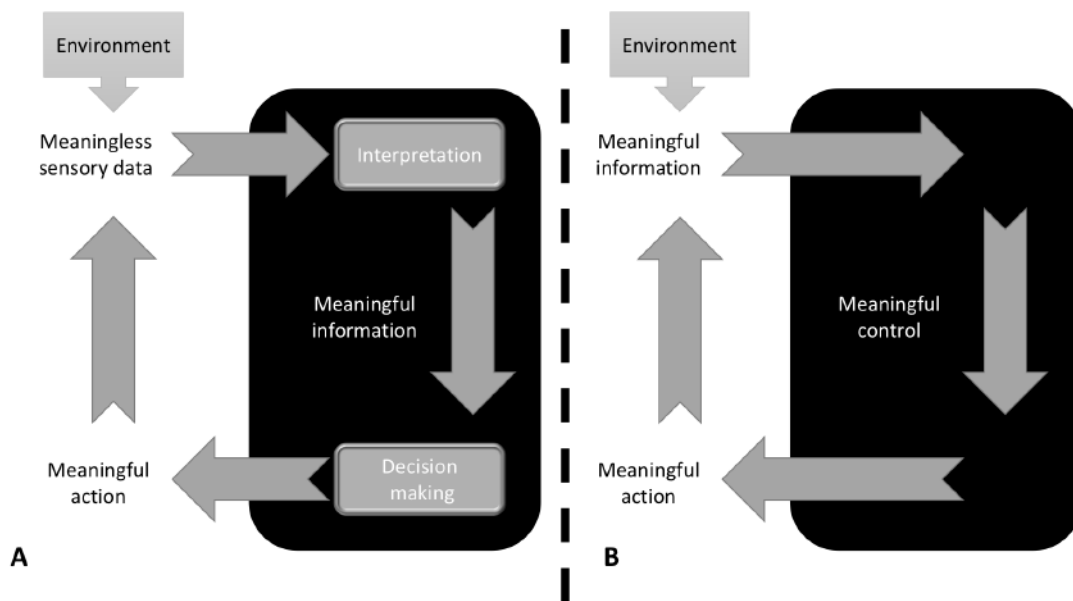 Environment
Meaningless
sensory data
Interpretation
Meaningful
information
Meaningful
action
Decision
making
A
Environment
Meaningful
information
Meaningful
control
Meaningful
action
B